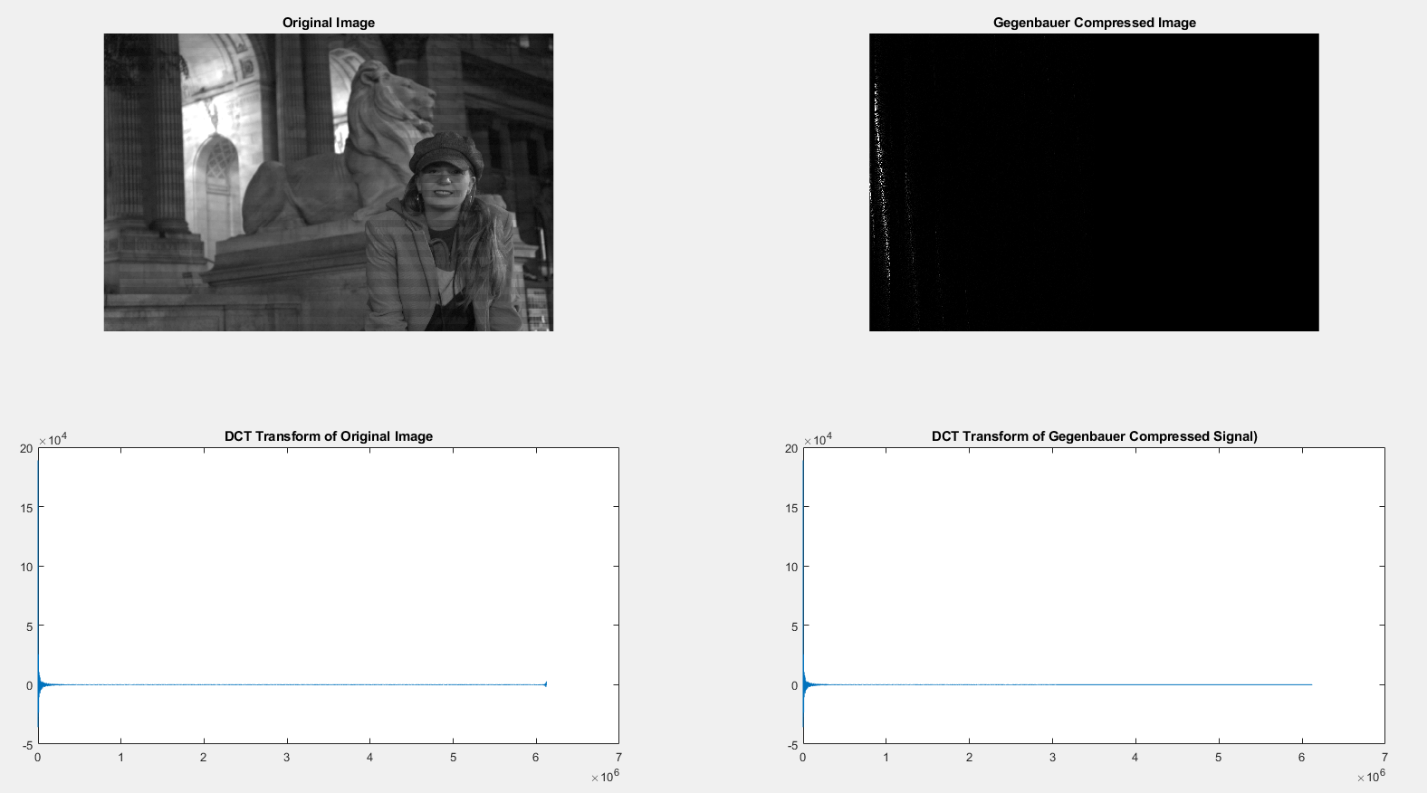 Original Image
Gegenbauer Compressed Image
DCT Transform of Original Image
×10^4
20
15
10
5
0
-5
0 1 2 3 4 5 6 7
×10^6
DCT Transform of Gegenbauer Compressed Signal)
×10^4
20
15
10
5
0
-5
0 1 2 3 4 5 6 7
×10^6